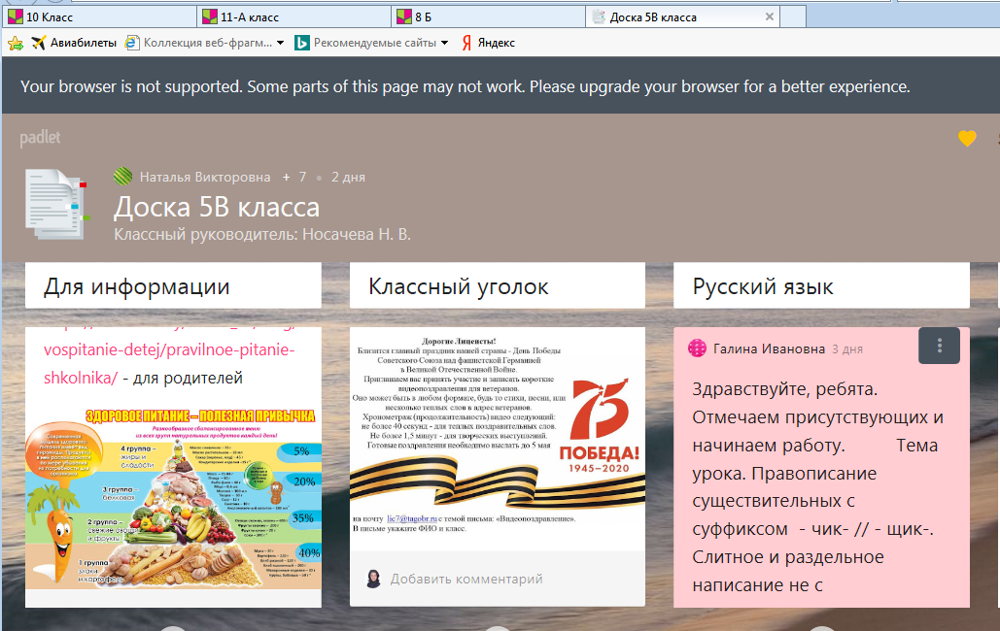 10 Класс
11-А класс
8 Б
Доска 5В класса
Авиабилеты
Коллекция веб-фрагм...
Рекомендуемые сайты
Яндекс
Your browser is not supported. Some parts of this page may not work. Please upgrade your browser for a better experience.
padlet
Наталья Викторовна + 7 • 2 дня
Доска 5В класса
Классный руководитель: Носачева Н. В.
Для информации
vospitanie-detej/pravilnoe-pitanie-
shkolnika/ - для родителей
ЗДОРОВОЕ ПИТАНИЕ – ПОЛЕЗНАЯ ПРИВЫЧКА
Разнообразное сбалансированное меню
из всех групп натуральных продуктов каждый день!
4 группа -
жиры и
сладости
5%
3 группа -
белковая
20%
2 группа -
свежие овощи
и фрукты
35%
1 группа
злаки
и картофель
40%
Классный уголок
Дорогие Лицеисты!
Близится главный праздник нашей страны - День Победы
Советского Союза над фашистской Германией
в Великой Отечественной Войне.
Приглашаем вас принять участие и записать короткие
видеопоздравления для ветеранов.
Оно может быть в любом формате, будь то стихи, песни, или
несколько теплых слов в адрес ветеранов.
Хронометраж (продолжительность) видео следующий:
не более 40 секунд - для теплых поздравительных слов.
Не более 1,5 минут - для творческих выступлений.
Готовые поздравления необходимо выслать до 5 мая
75
ПОБЕДА!
1945–2020
на почту lic7@tagobr.ru с темой письма: «Видеопоздравление».
В письме укажите ФИО и класс.
Добавить комментарий
Русский язык
Галина Ивановна 3 дня
Здравствуйте, ребята.
Отмечаем присутствующих и
начинаем работу. Тема
урока. Правописание
существительных с
суффиксом - чик- // - щик-.
Слитное и раздельное
написание не с